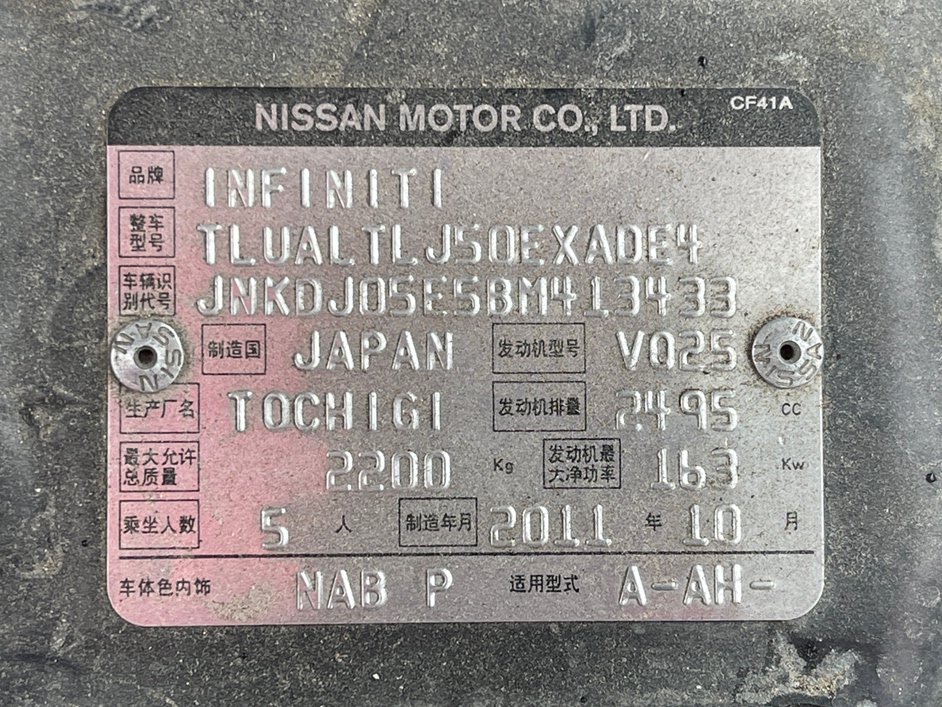 NISSAN MOTOR CO., LTD. CF41A
品牌 INFINITI
整车型号 TLUALTLJ50EXADE4
车辆识别代号 JNKDJ05E5BM413433
制造国 JAPAN 发动机型号 VQ25
生产厂名 TOCHIGI 发动机排量 2495 CC
最大允许总质量 2200 Kg 发动机最大净功率 163 Kw
乘坐人数 5 人 制造年月 2011 年 10 月
车体色内饰 NAB P 适用型式 A-AH-
NISSAN
NISSAN